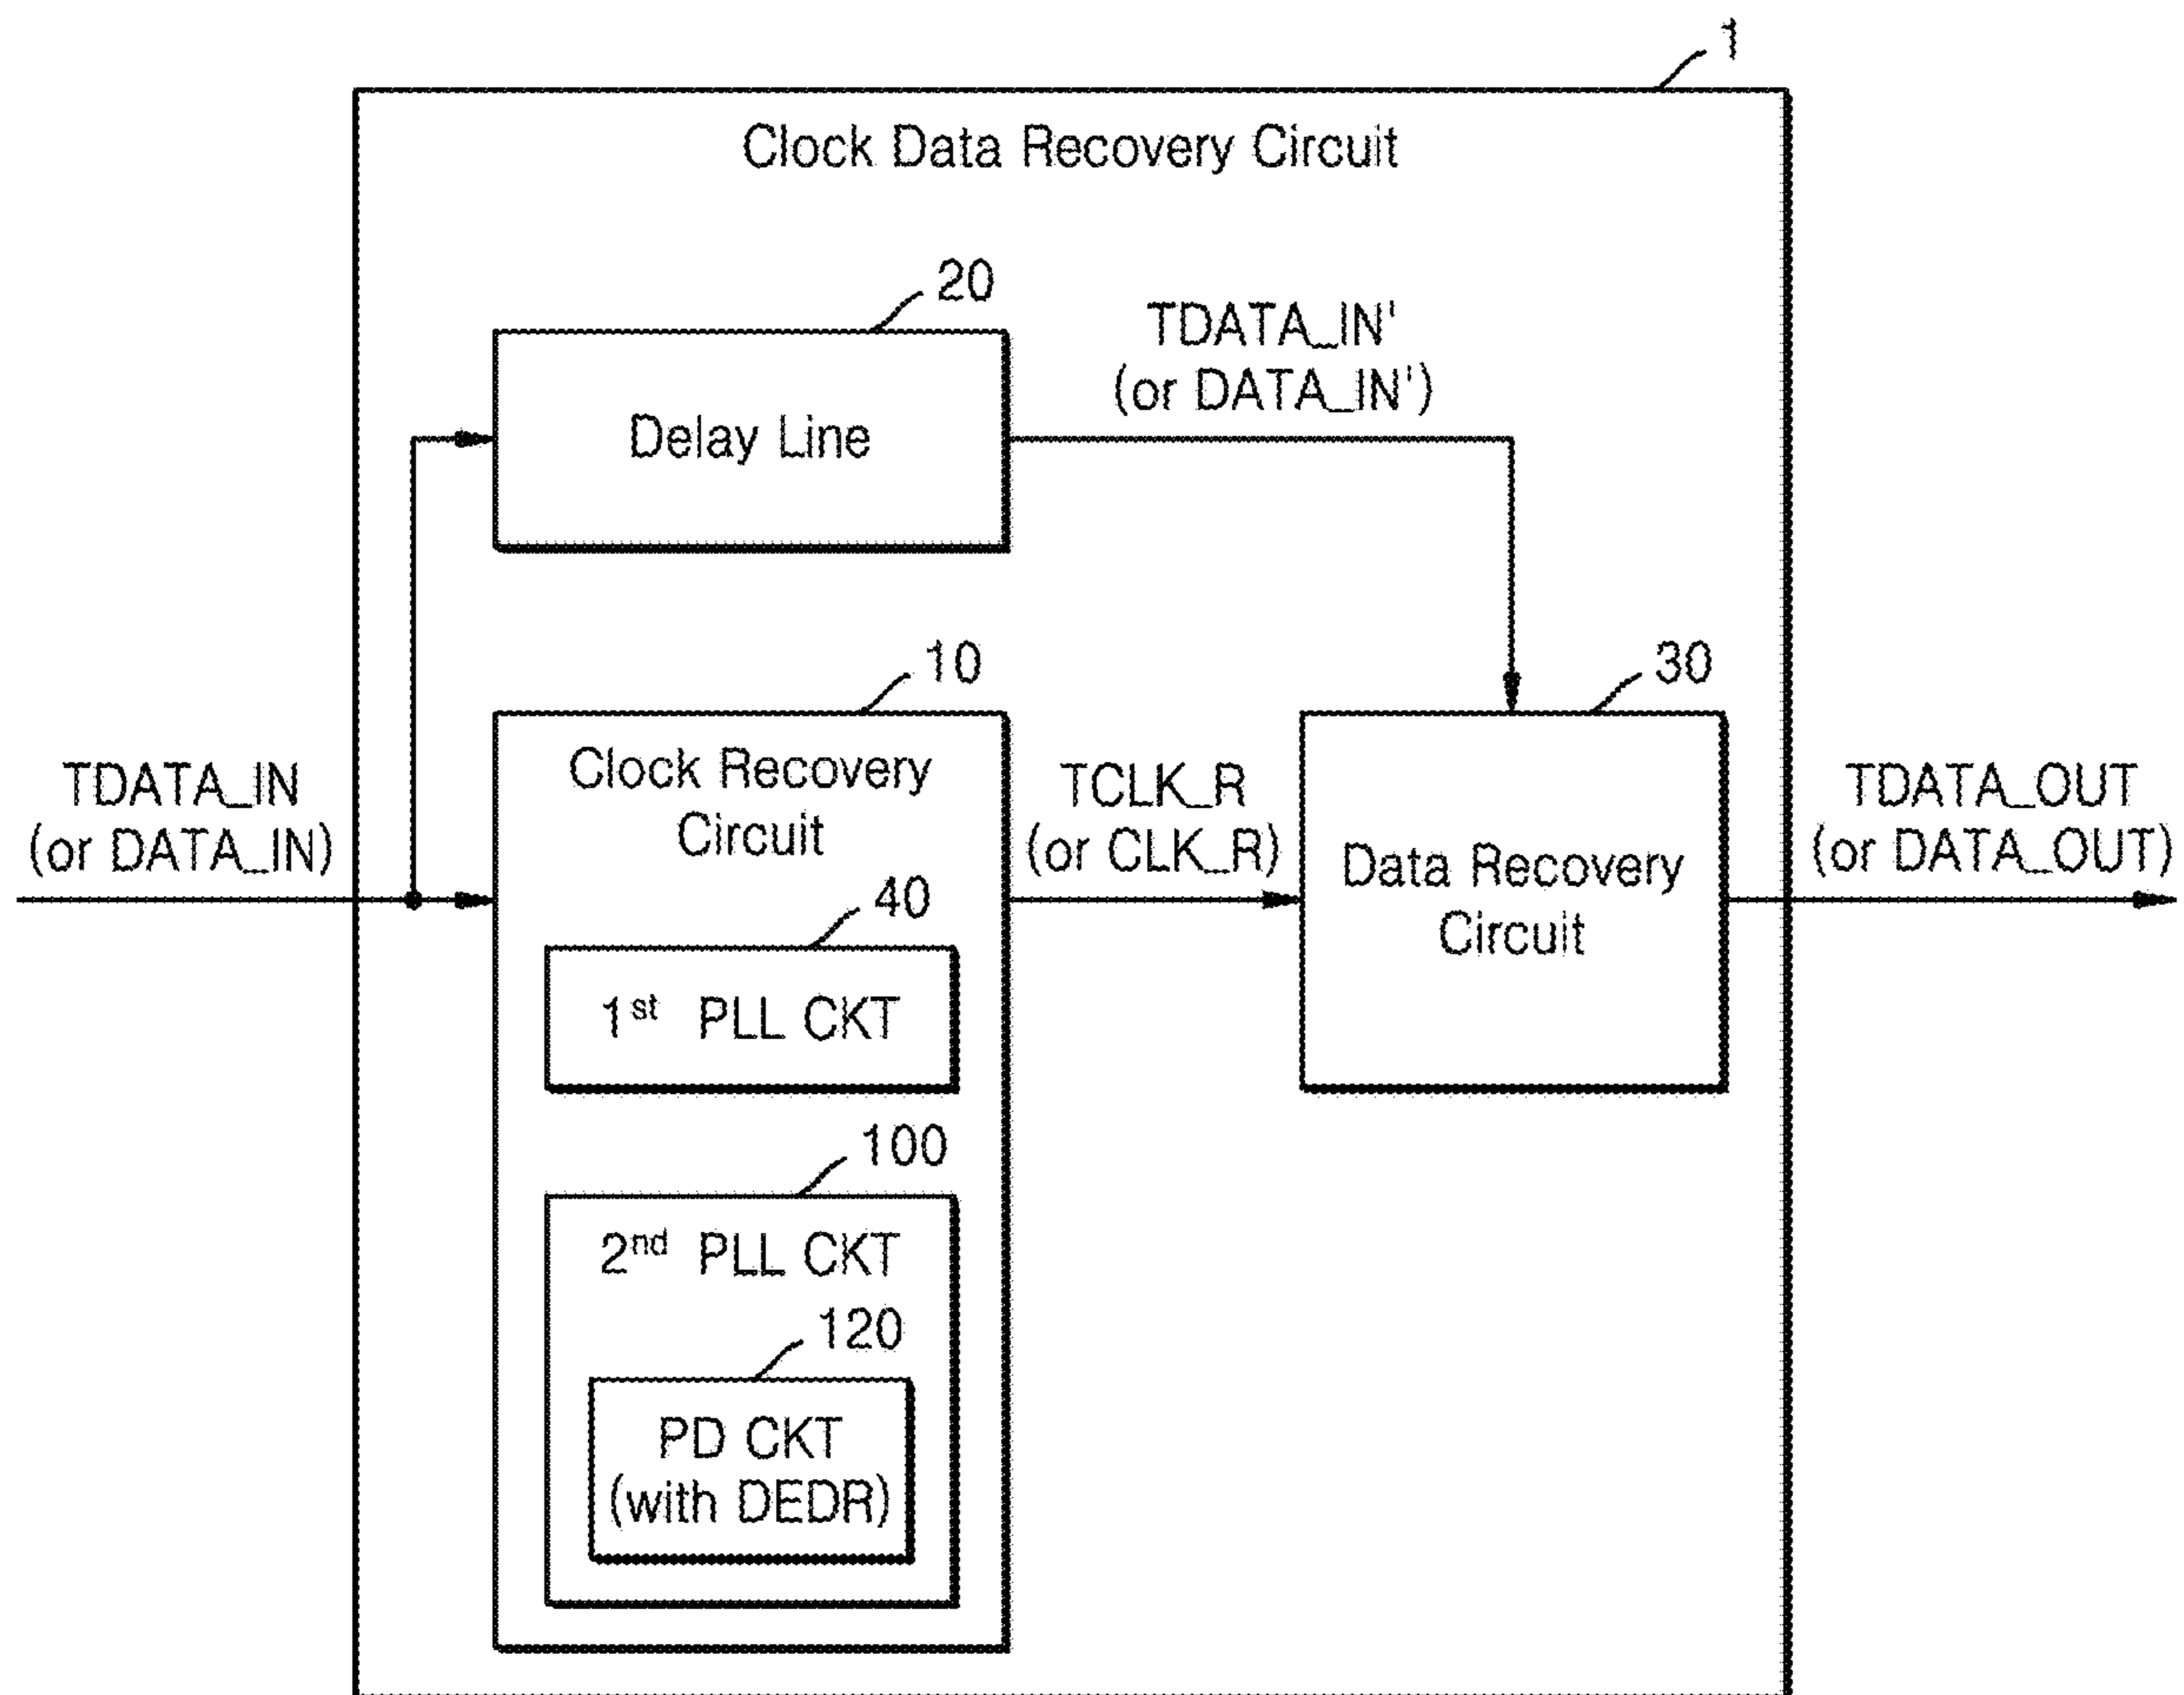 1
Clock Data Recovery Circuit
20
TDATA_IN'
(or DATA_IN')
Delay Line
10
30
TDATA_IN
(or DATA_IN)
Clock Recovery
Circuit
TCLK_R
(or CLK_R)
Data Recovery
Circuit
TDATA_OUT
(or DATA_OUT)
40
1st PLL CKT
100
2nd PLL CKT
120
PD CKT
(with DEDR)